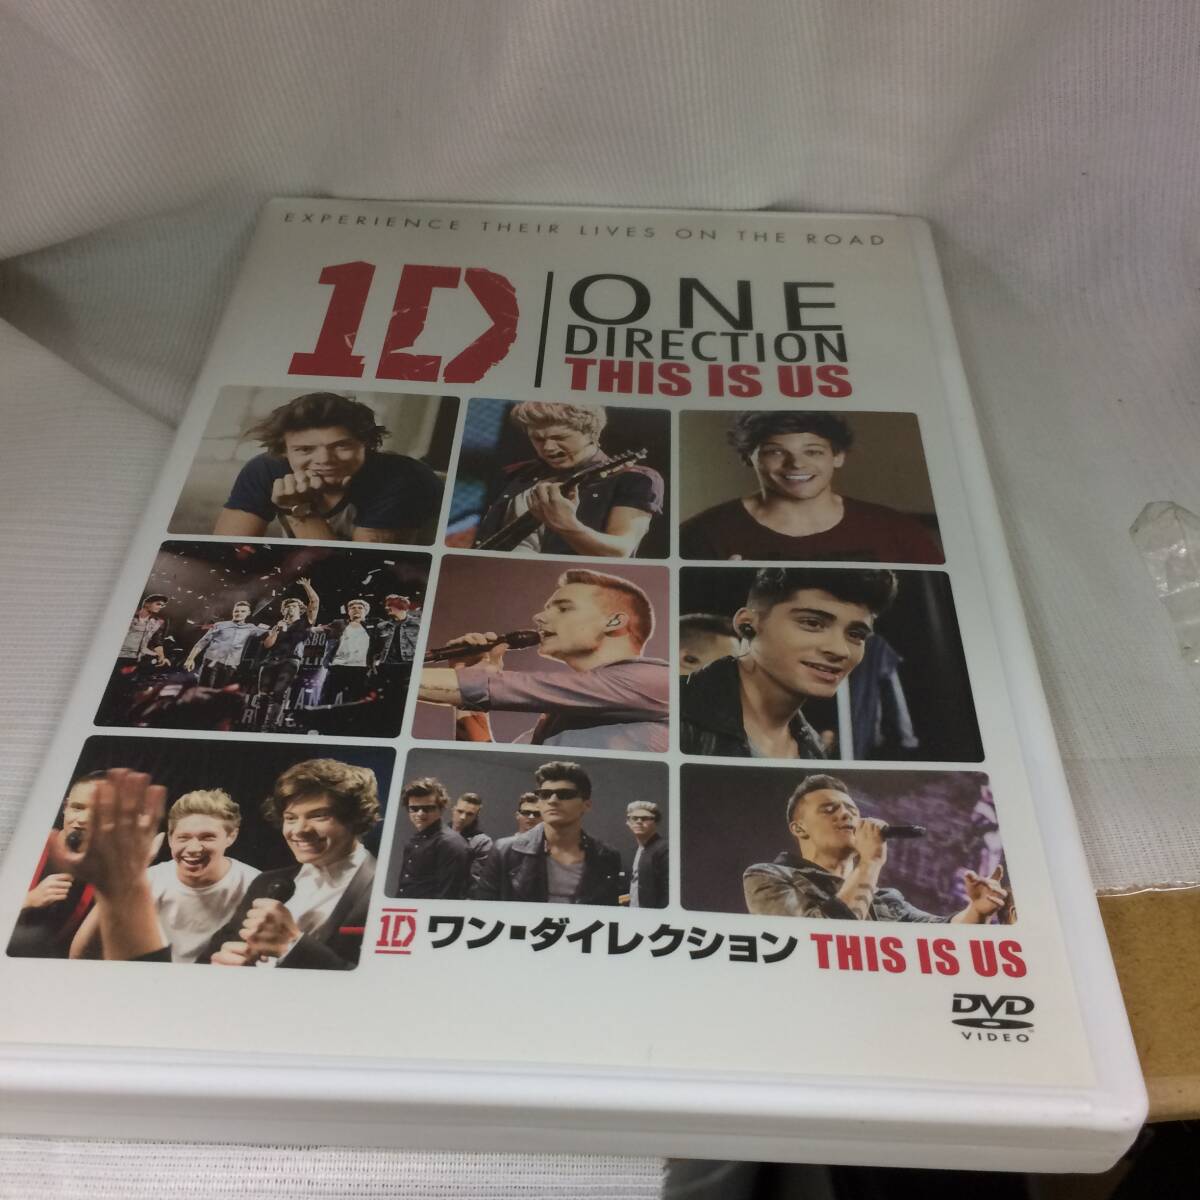 EXPERIENCE THEIR LIVES ON THE ROAD
1D
ONE
DIRECTION
THIS IS US
1D ワン・ダイレクション THIS IS US
DVD
VIDEO